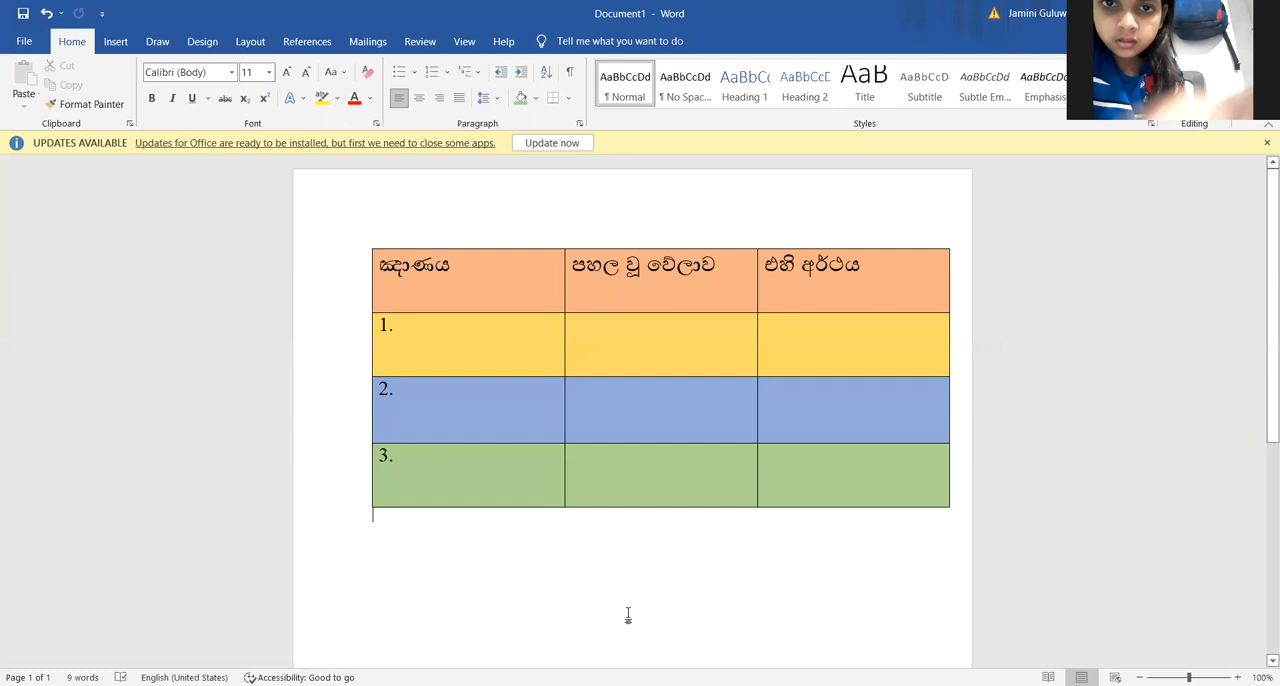 Document1 - Word
Jamini Guluw
File Home Insert Draw Design Layout References Mailings Review View Help Tell me what you want to do
Paste
Cut
Copy
Format Painter
Clipboard
Calibri (Body) 11
Font
Paragraph
AaBbCcDd AaBbCcDd AaBbCc AaBbCcE AaB AaBbCcD AaBbCcDd AaBbCcDd
¶ Normal ¶ No Spac... Heading 1 Heading 2 Title Subtitle Subtle Em... Emphasis
Styles
Editing
UPDATES AVAILABLE Updates for Office are ready to be installed, but first we need to close some apps. Update now
ඤාණය පහල වූ වේලාව එහි අර්ථය
1.
2.
3.
Page 1 of 1 9 words English (United States) Accessibility: Good to go 100%